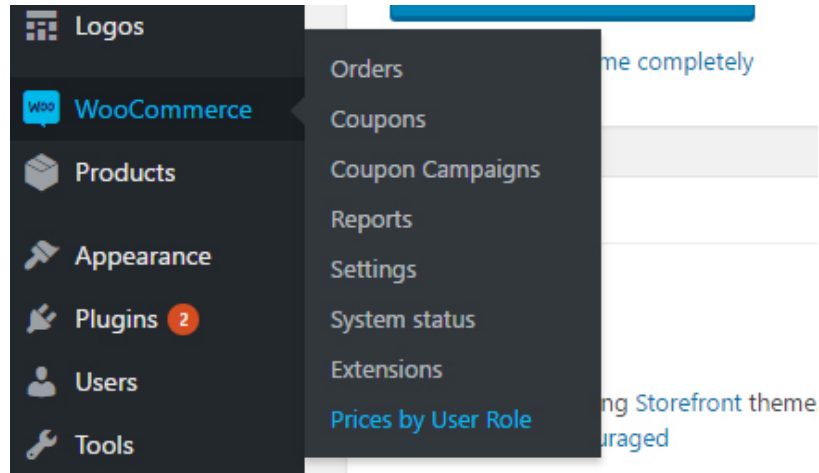 Logos
WooCommerce
Products
Appearance
Plugins 2
Users
Tools
Orders
Coupons
Coupon Campaigns
Reports
Settings
System status
Extensions
Prices by User Role
me completely
ng Storefront theme
uraged
Woo